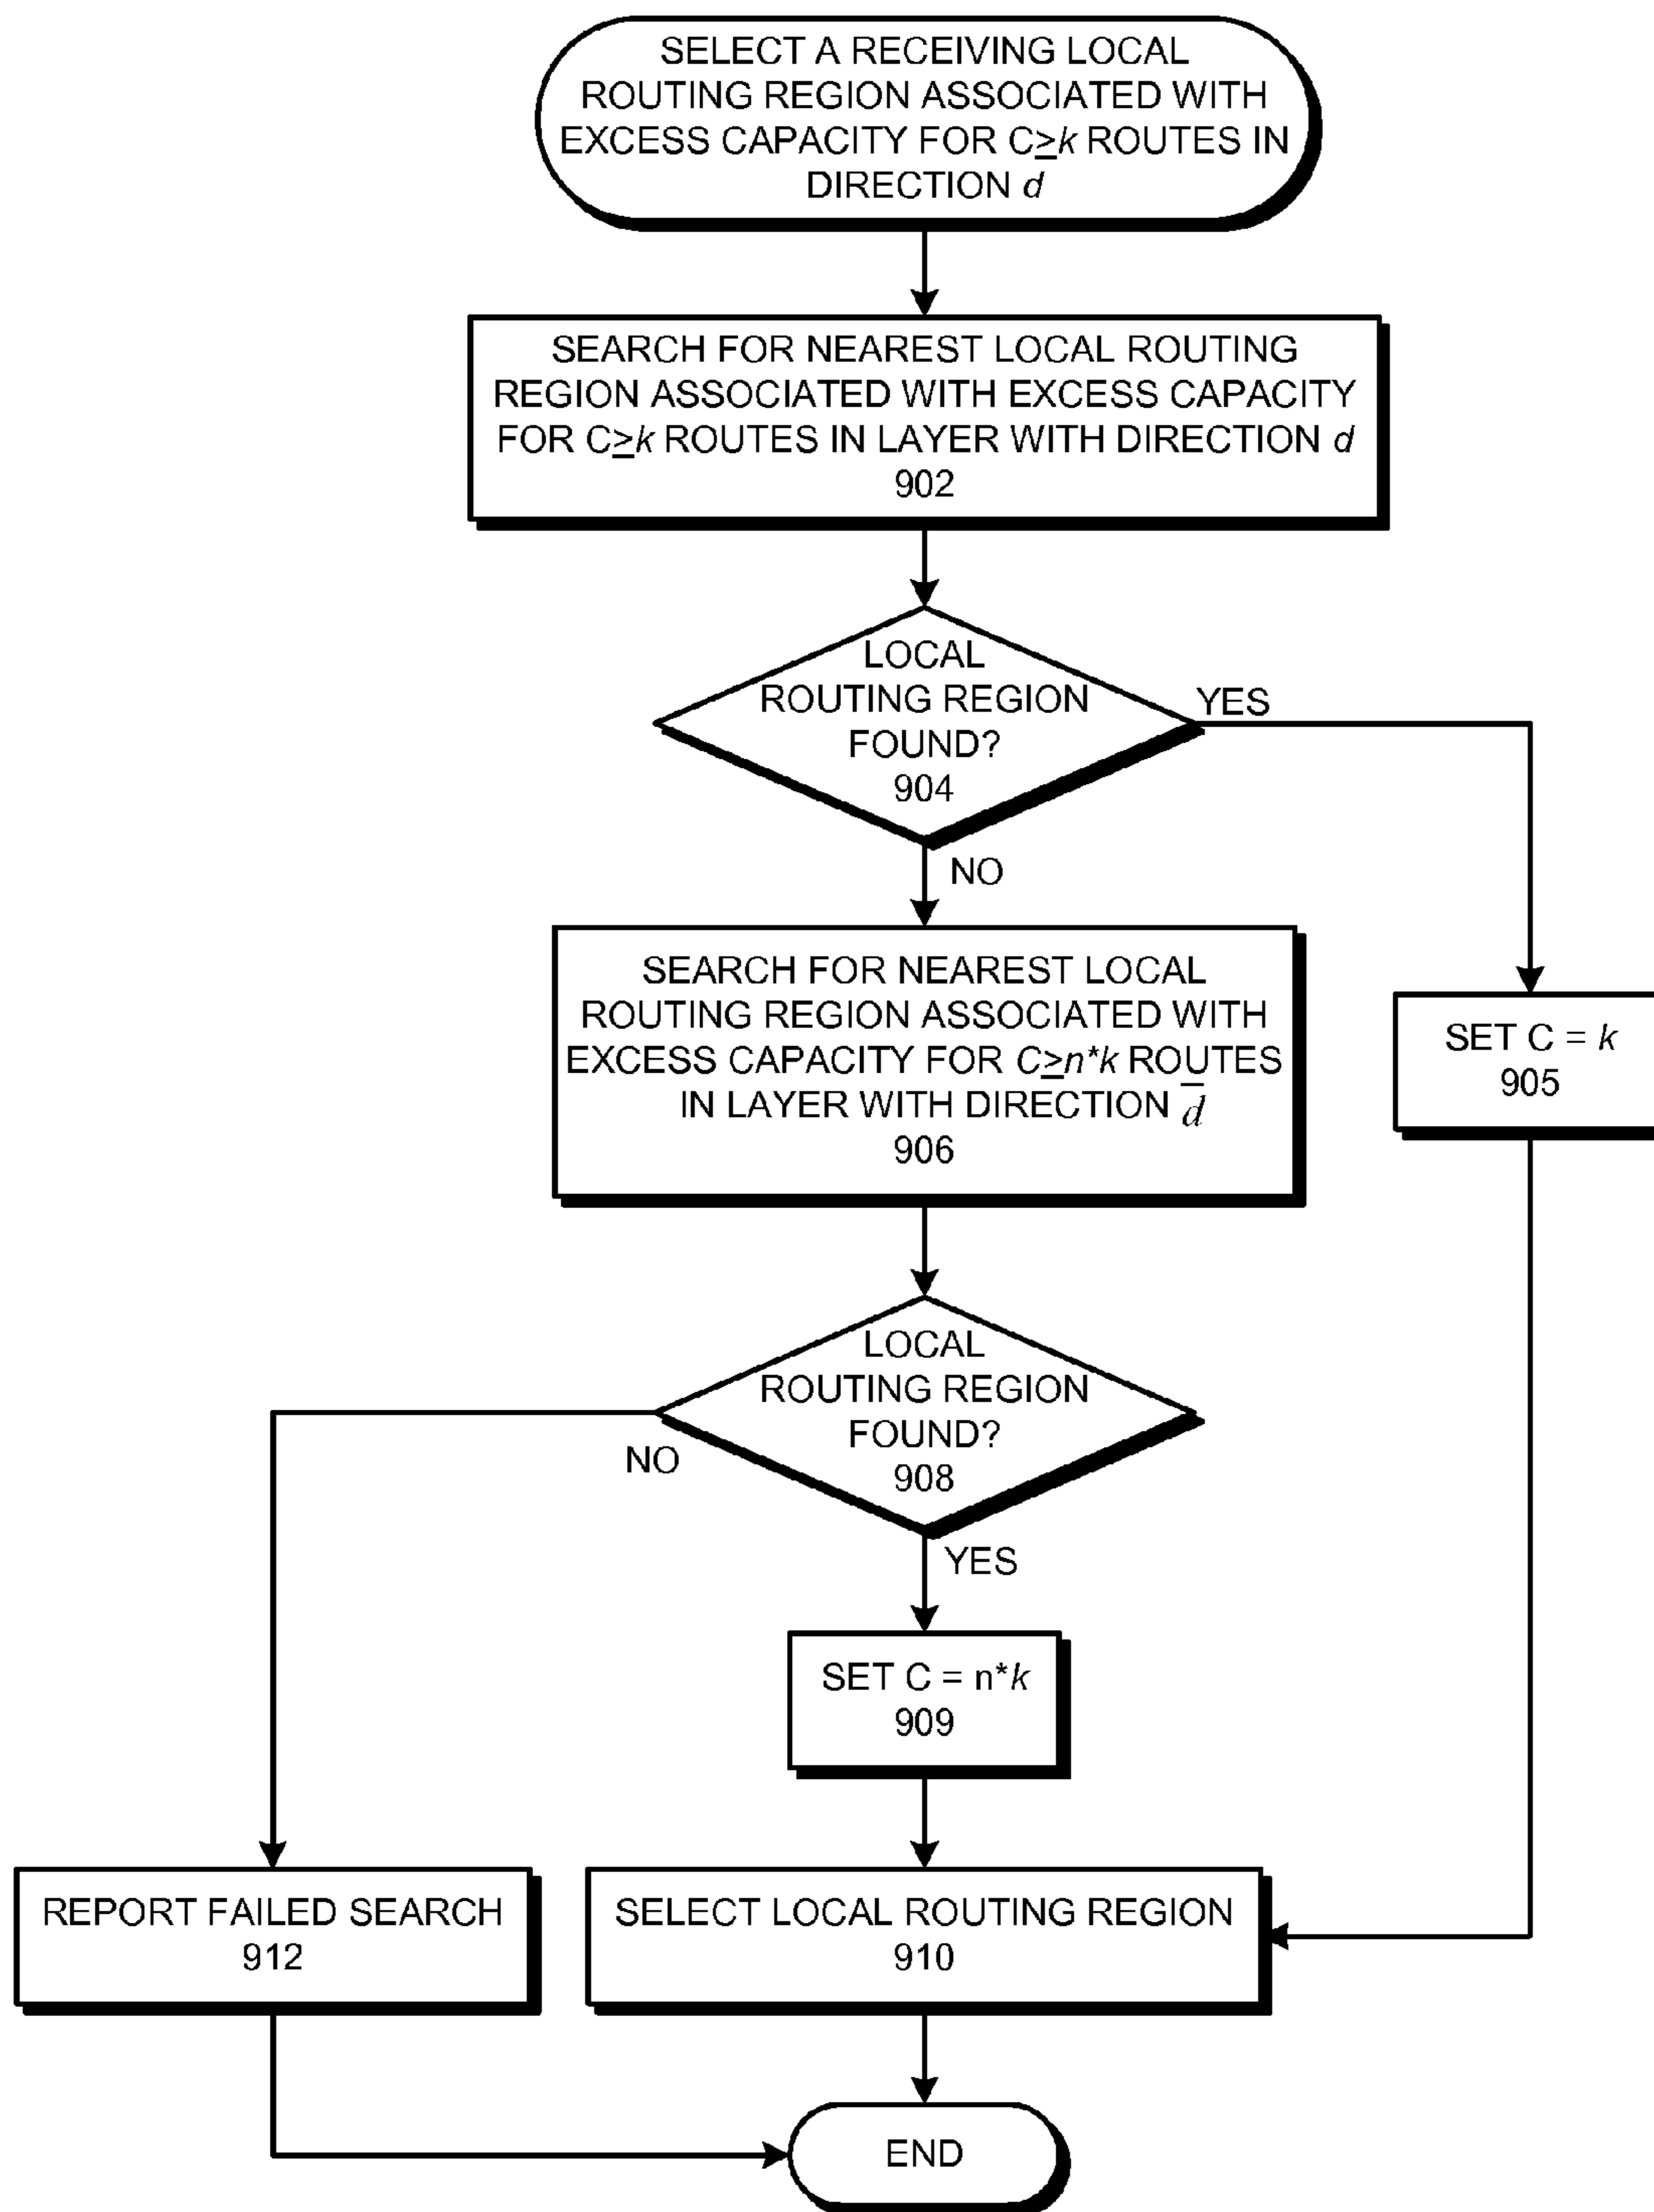 SELECT A RECEIVING LOCAL
ROUTING REGION ASSOCIATED WITH
EXCESS CAPACITY FOR C≥k ROUTES IN
DIRECTION d
SEARCH FOR NEAREST LOCAL ROUTING
REGION ASSOCIATED WITH EXCESS CAPACITY
FOR C≥k ROUTES IN LAYER WITH DIRECTION d
902
LOCAL
ROUTING REGION
FOUND?
904
YES
NO
SEARCH FOR NEAREST LOCAL
ROUTING REGION ASSOCIATED WITH
EXCESS CAPACITY FOR C≥n*k ROUTES
IN LAYER WITH DIRECTION d̅
906
SET C = k
905
LOCAL
ROUTING REGION
FOUND?
908
NO
YES
SET C = n*k
909
REPORT FAILED SEARCH
912
SELECT LOCAL ROUTING REGION
910
END